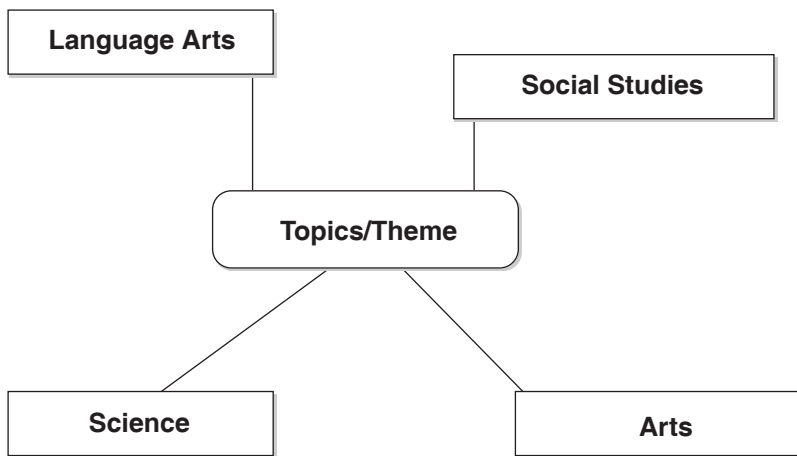 Language Arts
Social Studies
Topics/Theme
Science
Arts